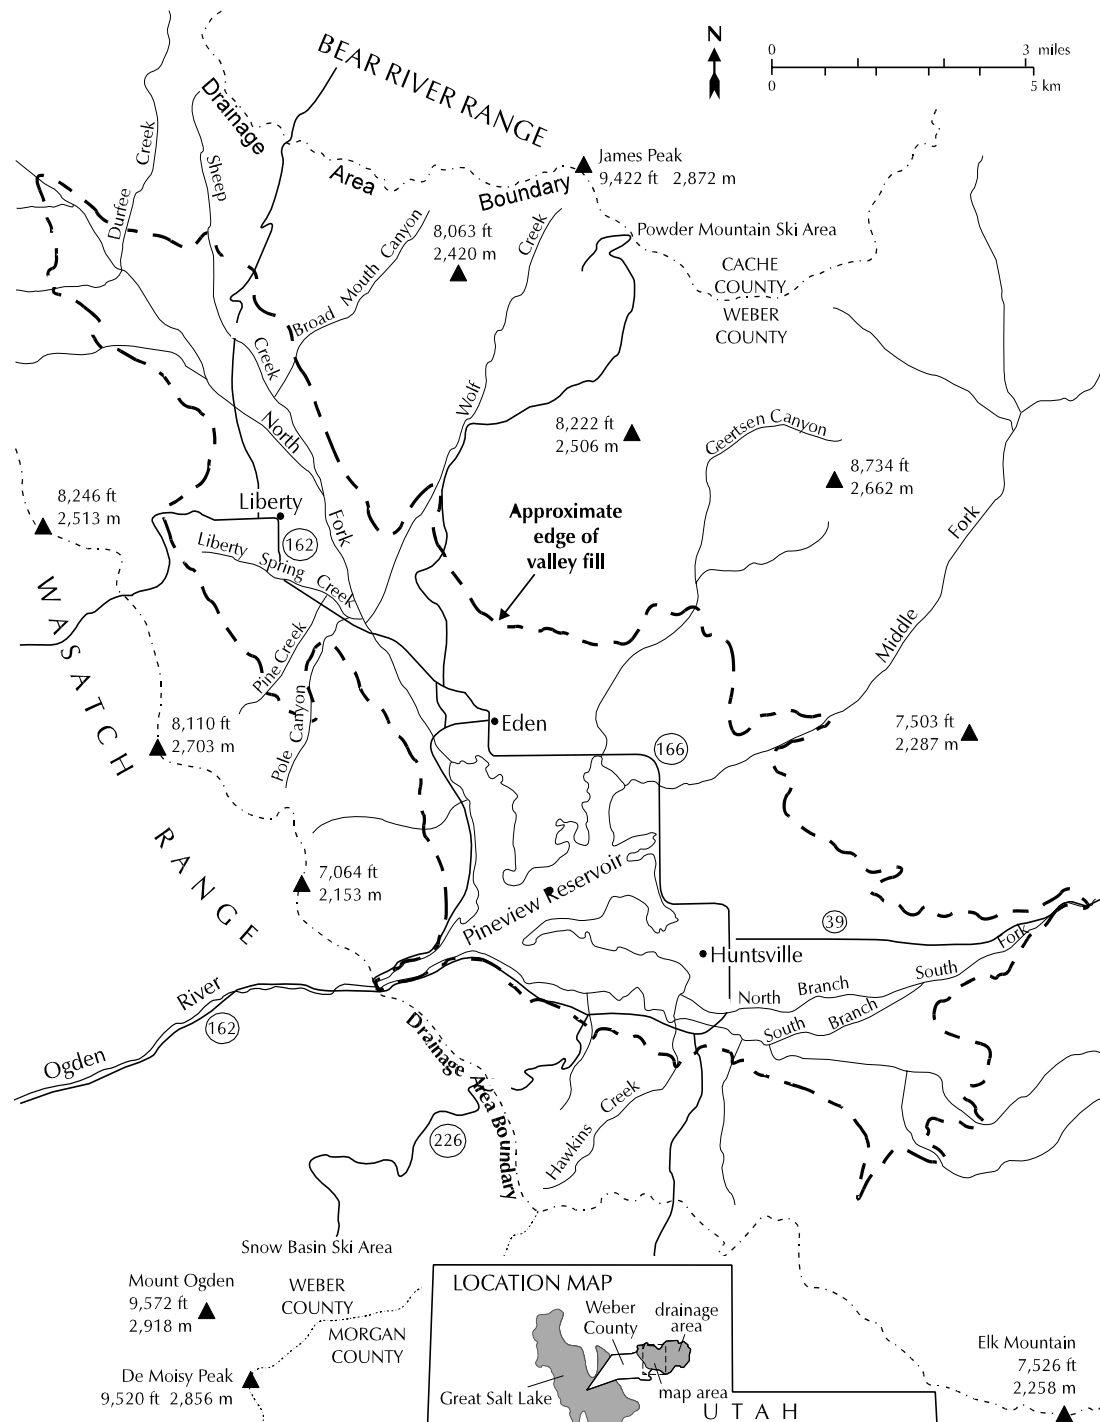 BEAR RIVER RANGE
N
0 3 miles
5 km
Drainage
Area
Boundary
James Peak
9,422 ft 2,872 m
Durfee Creek
Sheep
Creek
Broad Mouth Canyon
8,063 ft
2,420 m
Wolf Creek
Powder Mountain Ski Area
CACHE
COUNTY
WEBER
COUNTY
North
Fork
8,222 ft
2,506 m
Geertsen Canyon
8,734 ft
2,662 m
8,246 ft
2,513 m
Liberty
162
Liberty Spring Creek
Approximate
edge of
valley fill
Middle Fork
WASATCH RANGE
Pine Creek
Pole Canyon
8,110 ft
2,703 m
Eden
166
7,503 ft
2,287 m
7,064 ft
2,153 m
Pineview Reservoir
39
Huntsville
North Branch South Fork
South Branch
Ogden River
162
Drainage Area Boundary
226
Hawkins Creek
Snow Basin Ski Area
Mount Ogden
9,572 ft
2,918 m
WEBER
COUNTY
MORGAN
COUNTY
De Moisy Peak
9,520 ft 2,856 m
LOCATION MAP
Weber
County
drainage
area
Great Salt Lake
map area
UTAH
Elk Mountain
7,526 ft
2,258 m